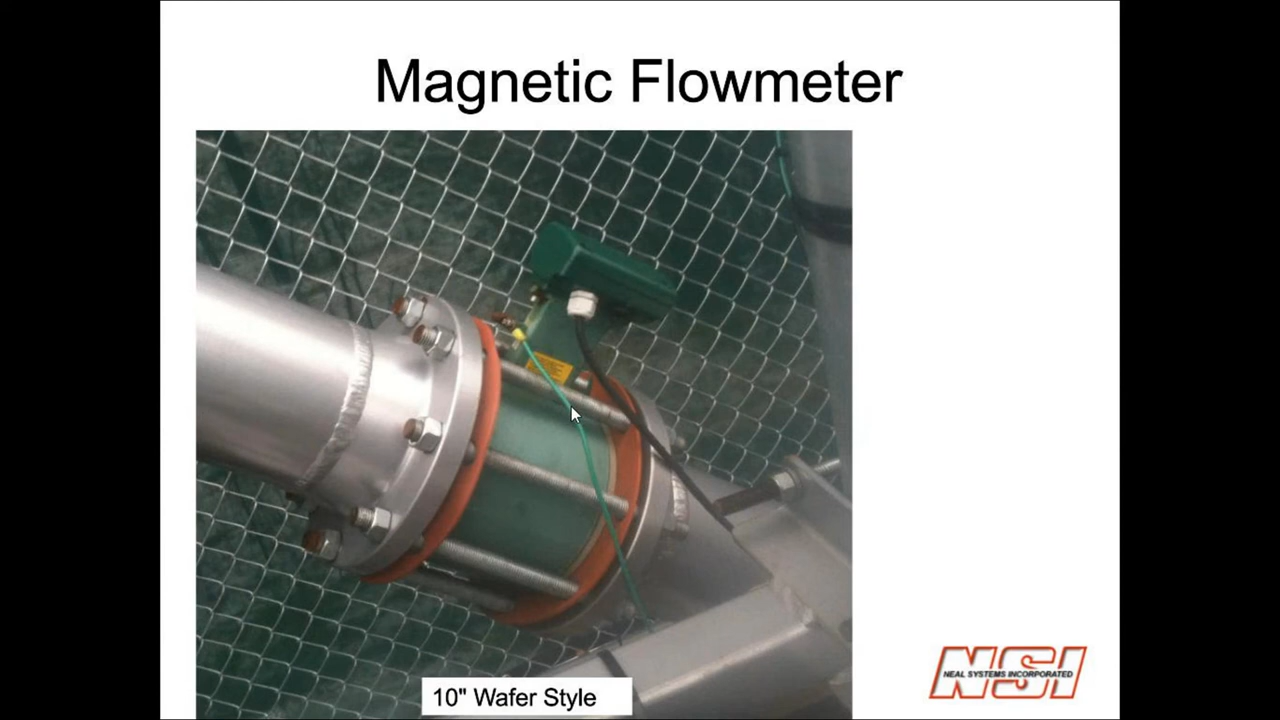 Magnetic Flowmeter
10" Wafer Style
NSI
NEAL SYSTEMS INCORPORATED